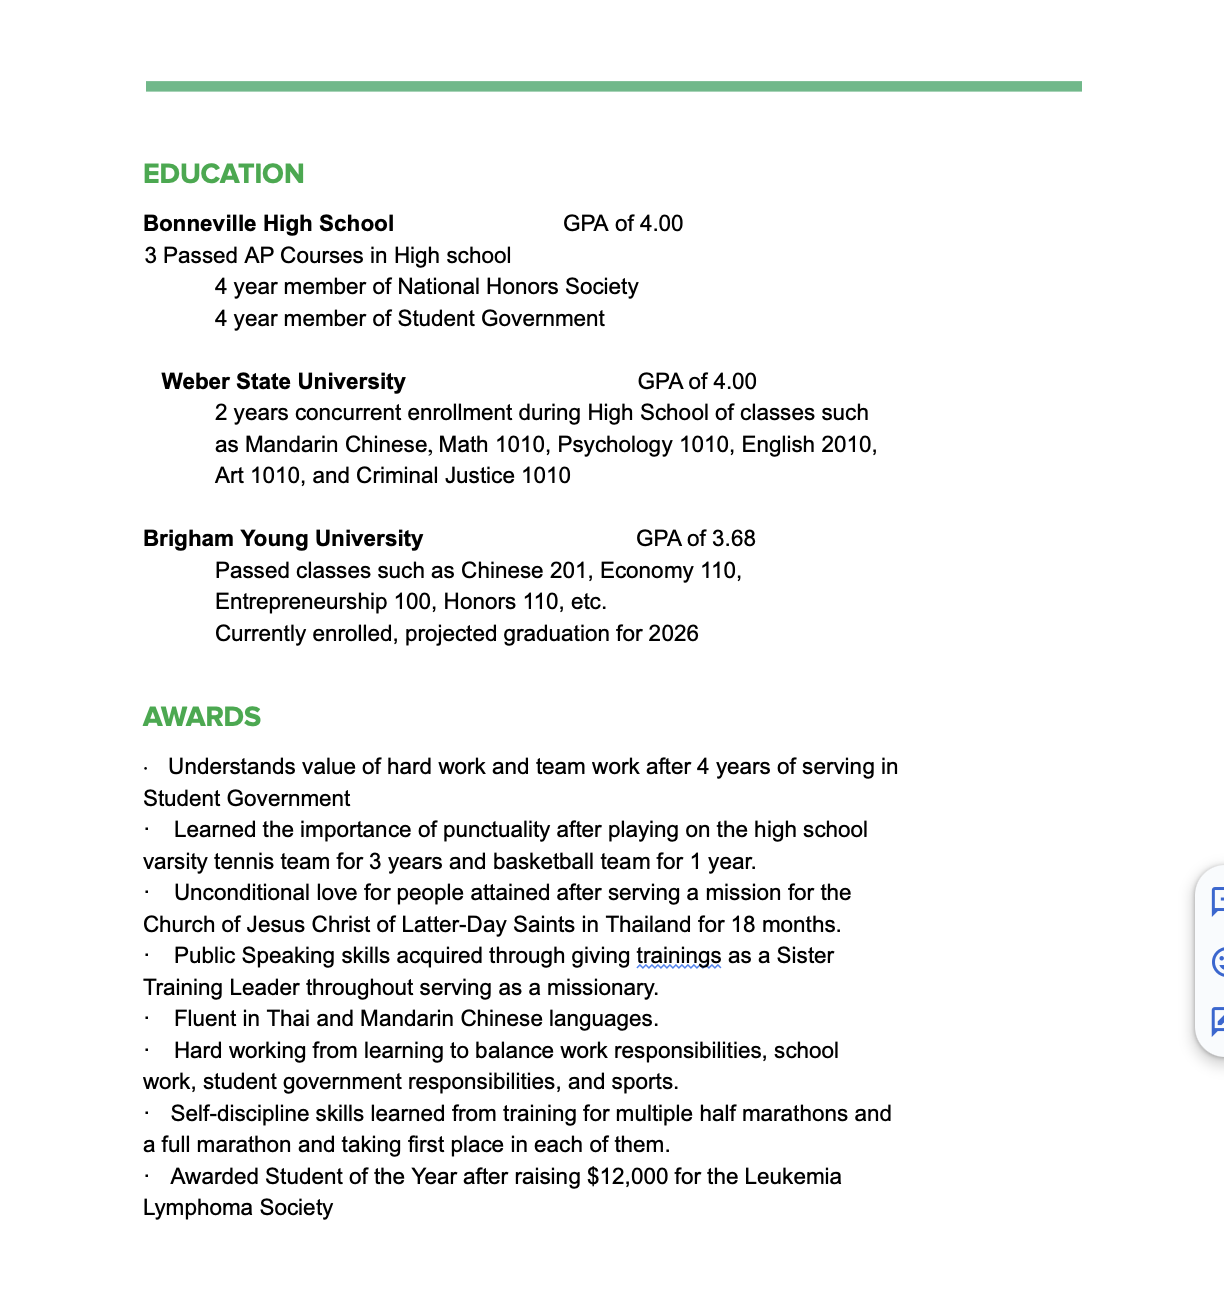 EDUCATION
Bonneville High School GPA of 4.00
3 Passed AP Courses in High school
4 year member of National Honors Society
4 year member of Student Government
Weber State University GPA of 4.00
2 years concurrent enrollment during High School of classes such
as Mandarin Chinese, Math 1010, Psychology 1010, English 2010,
Art 1010, and Criminal Justice 1010
Brigham Young University GPA of 3.68
Passed classes such as Chinese 201, Economy 110,
Entrepreneurship 100, Honors 110, etc.
Currently enrolled, projected graduation for 2026
AWARDS
· Understands value of hard work and team work after 4 years of serving in
Student Government
· Learned the importance of punctuality after playing on the high school
varsity tennis team for 3 years and basketball team for 1 year.
· Unconditional love for people attained after serving a mission for the
Church of Jesus Christ of Latter-Day Saints in Thailand for 18 months.
· Public Speaking skills acquired through giving trainings as a Sister
Training Leader throughout serving as a missionary.
· Fluent in Thai and Mandarin Chinese languages.
· Hard working from learning to balance work responsibilities, school
work, student government responsibilities, and sports.
· Self-discipline skills learned from training for multiple half marathons and
a full marathon and taking first place in each of them.
· Awarded Student of the Year after raising $12,000 for the Leukemia
Lymphoma Society